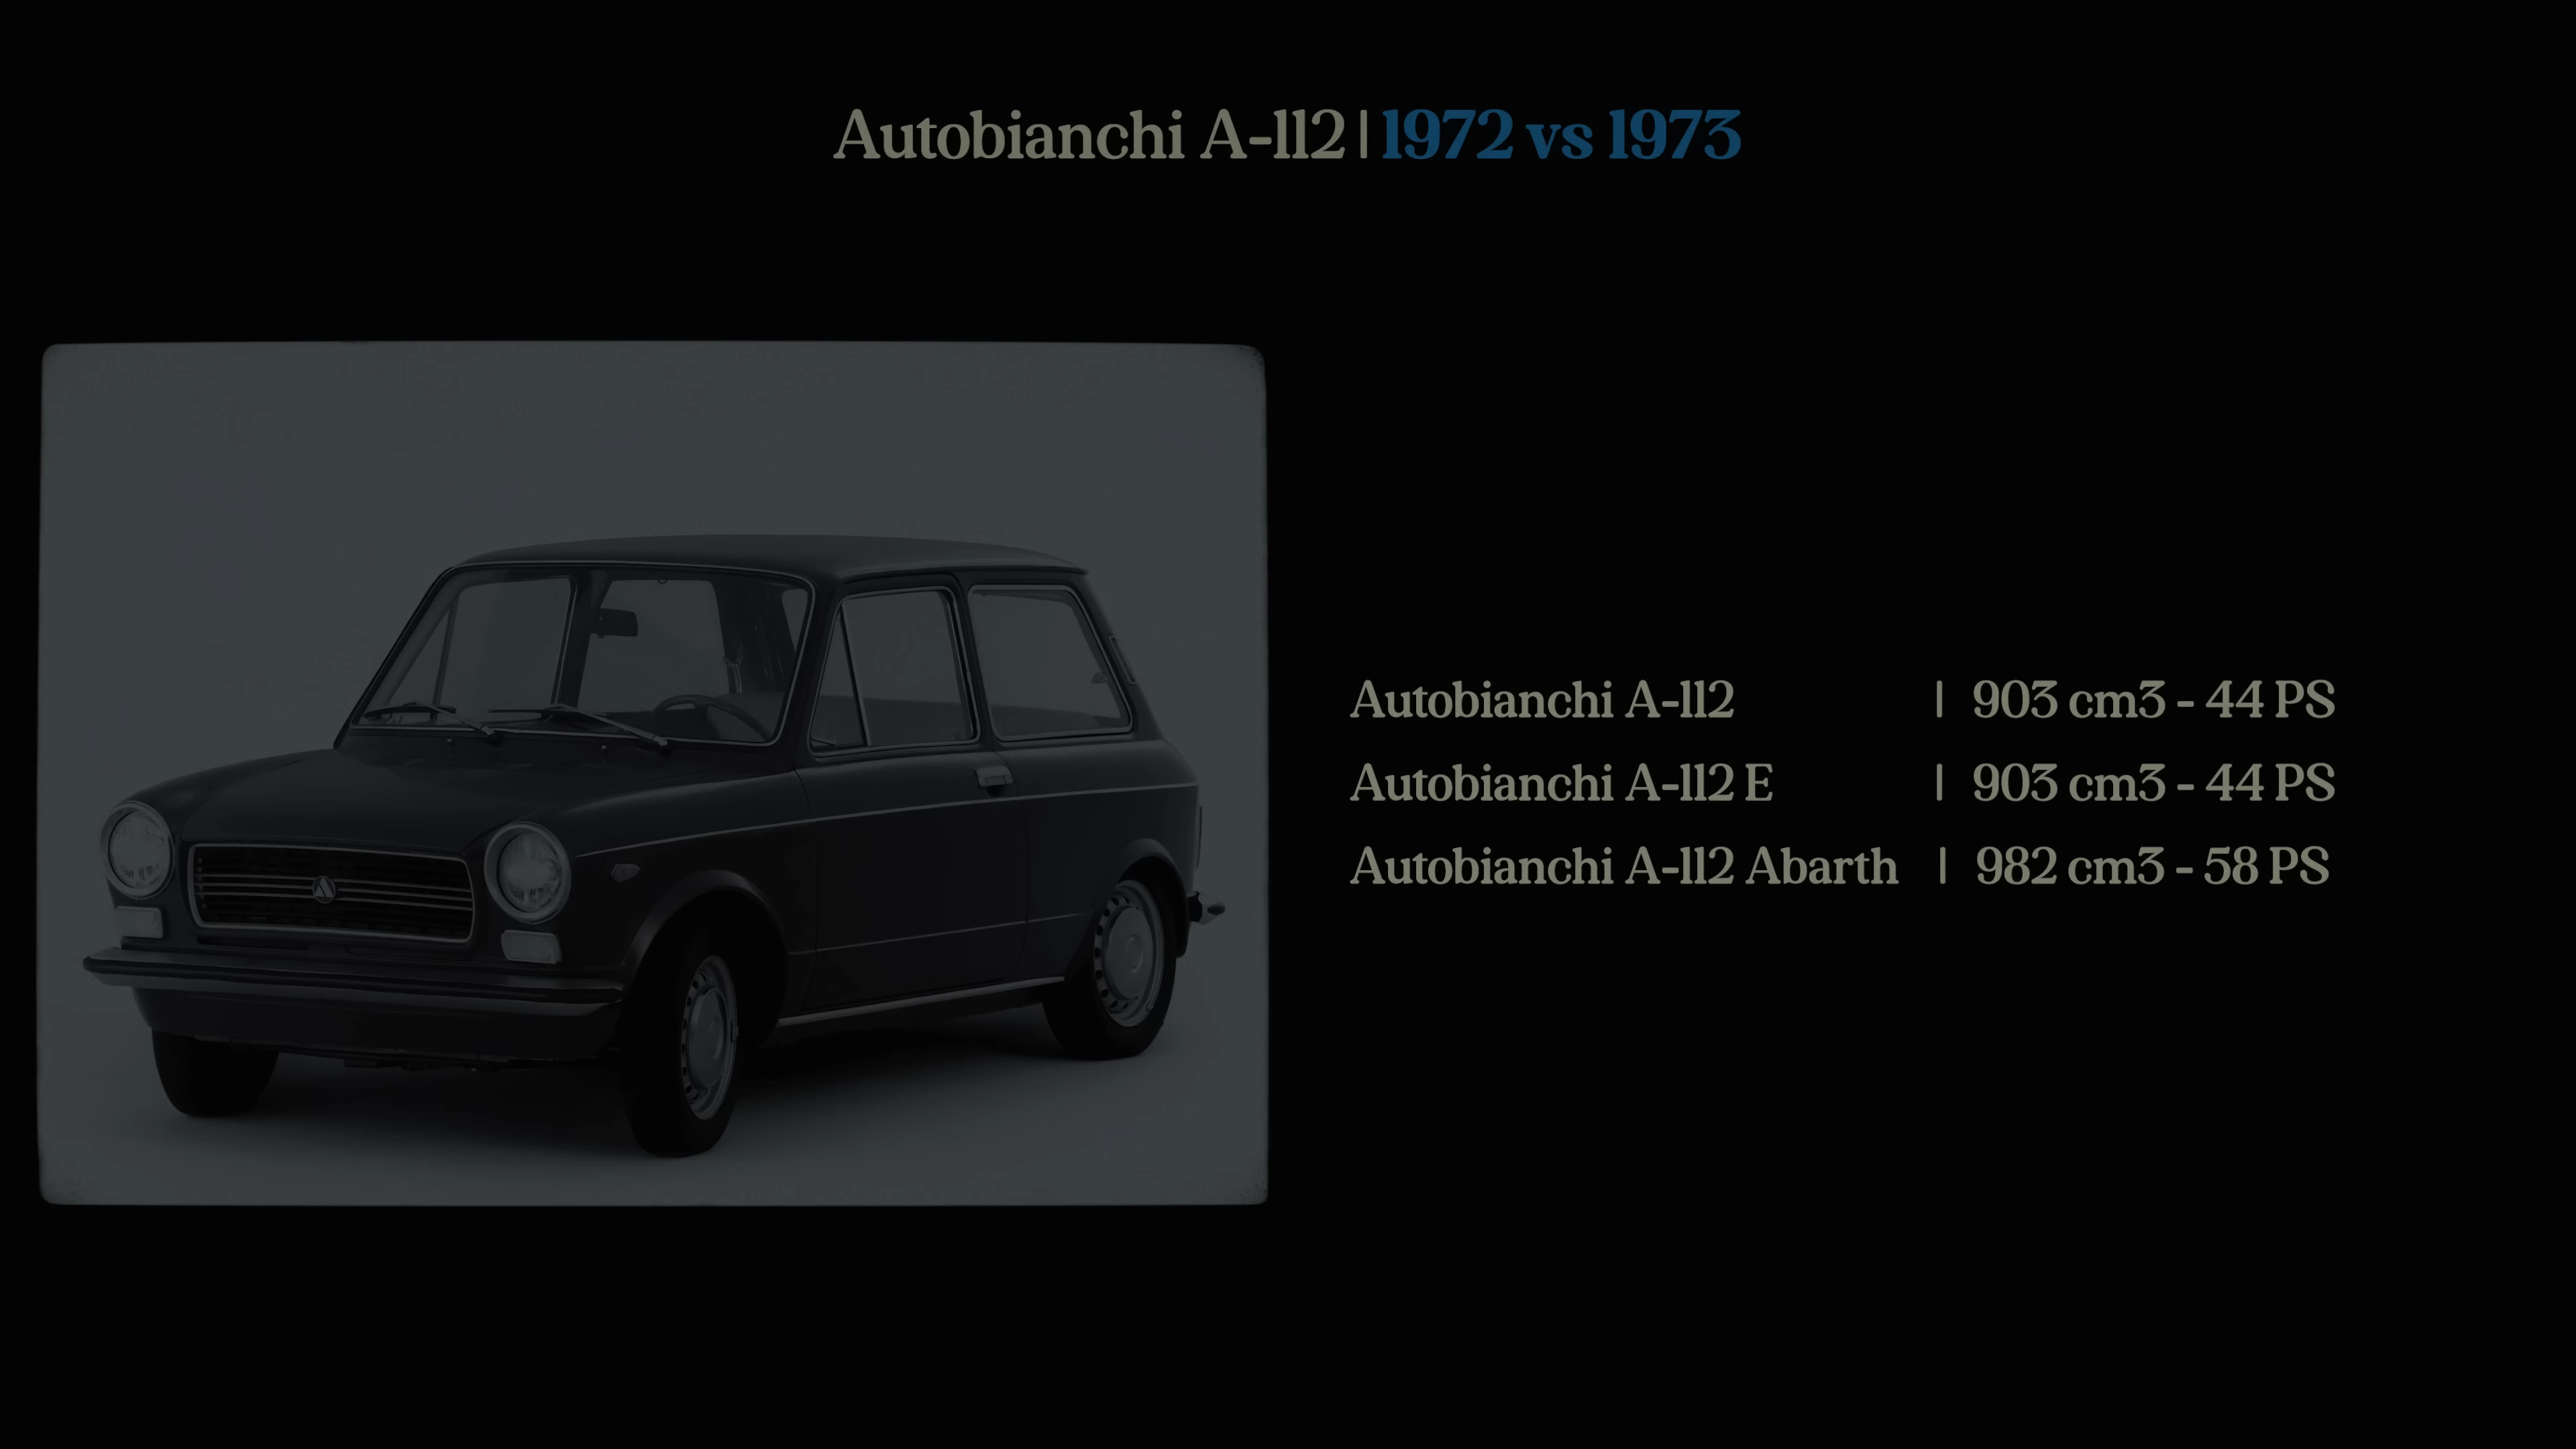 Autobianchi A-112 | 1972 vs 1973
Autobianchi A-112 | 903 cm3 - 44 PS
Autobianchi A-112 E | 903 cm3 - 44 PS
Autobianchi A-112 Abarth | 982 cm3 - 58 PS